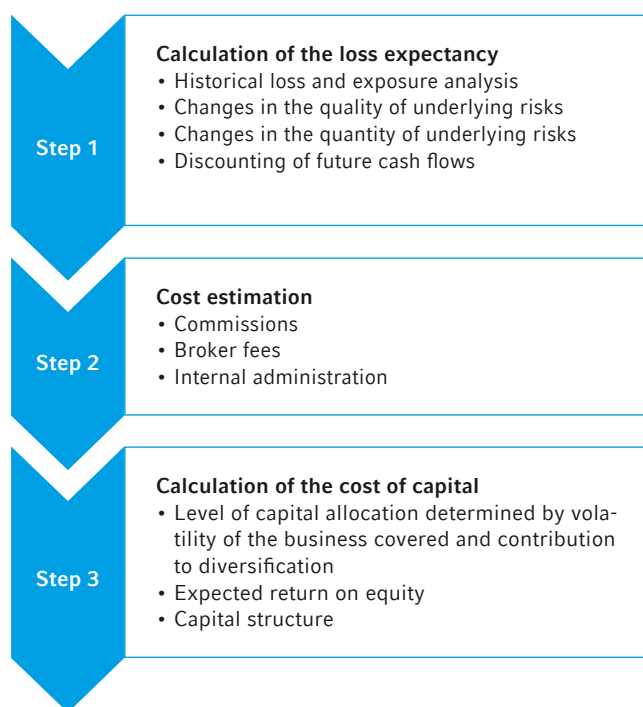 Step 1
Calculation of the loss expectancy
• Historical loss and exposure analysis
• Changes in the quality of underlying risks
• Changes in the quantity of underlying risks
• Discounting of future cash flows
Step 2
Cost estimation
• Commissions
• Broker fees
• Internal administration
Step 3
Calculation of the cost of capital
• Level of capital allocation determined by vola-
tility of the business covered and contribution
to diversification
• Expected return on equity
• Capital structure